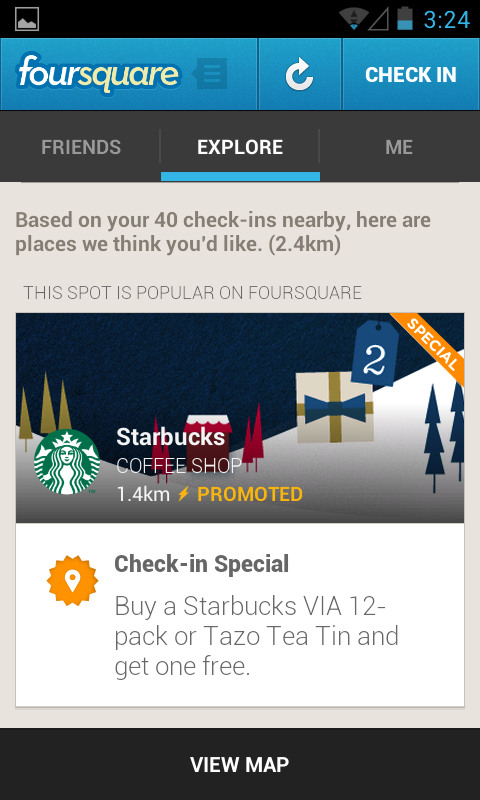 3:24
foursquare
CHECK IN
FRIENDS
EXPLORE
ME
Based on your 40 check-ins nearby, here are
places we think you'd like. (2.4km)
THIS SPOT IS POPULAR ON FOURSQUARE
SPECIAL
2
Starbucks
COFFEE SHOP
1.4km PROMOTED
Check-in Special
Buy a Starbucks VIA 12-
pack or Tazo Tea Tin and
get one free.
VIEW MAP